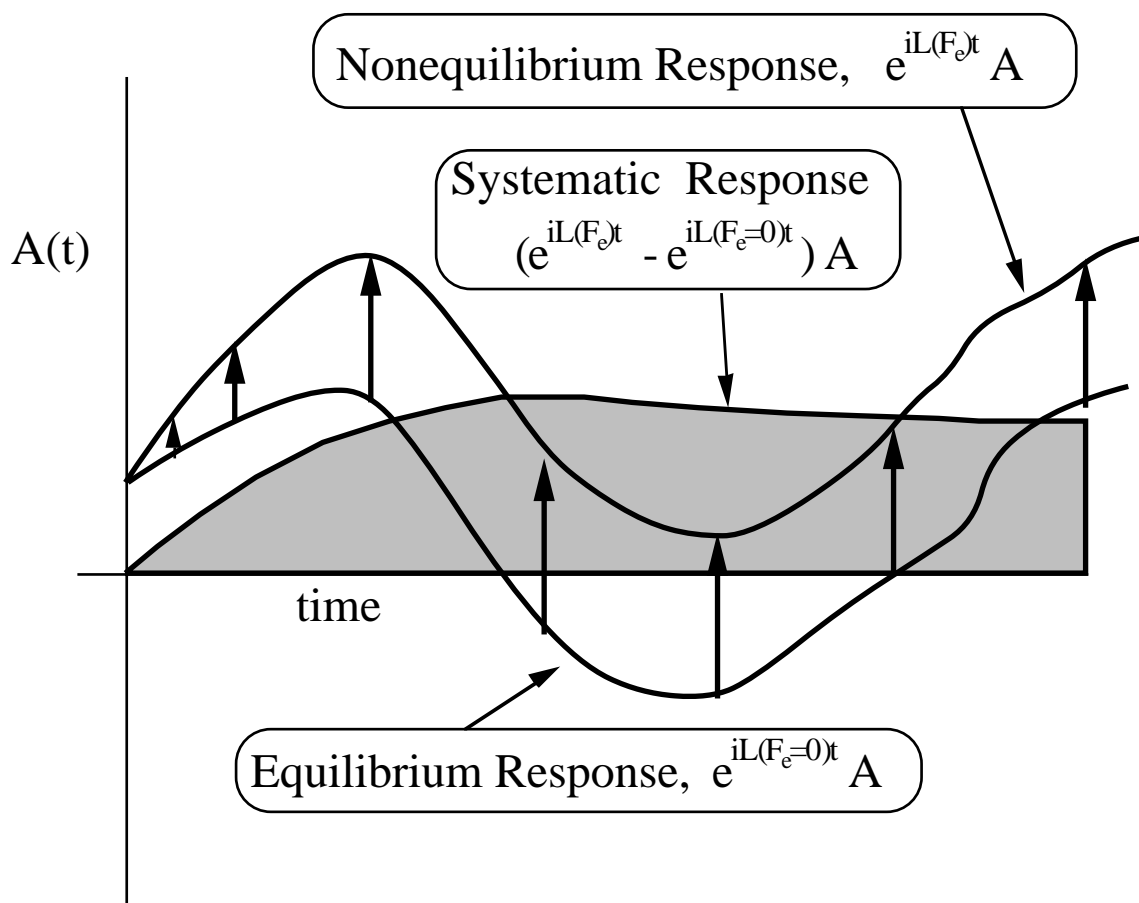 Nonequilibrium Response, e^{iL(F_e)t} A
Systematic Response
(e^{iL(F_e)t} - e^{iL(F_e=0)t}) A
A(t)
time
Equilibrium Response, e^{iL(F_e=0)t} A